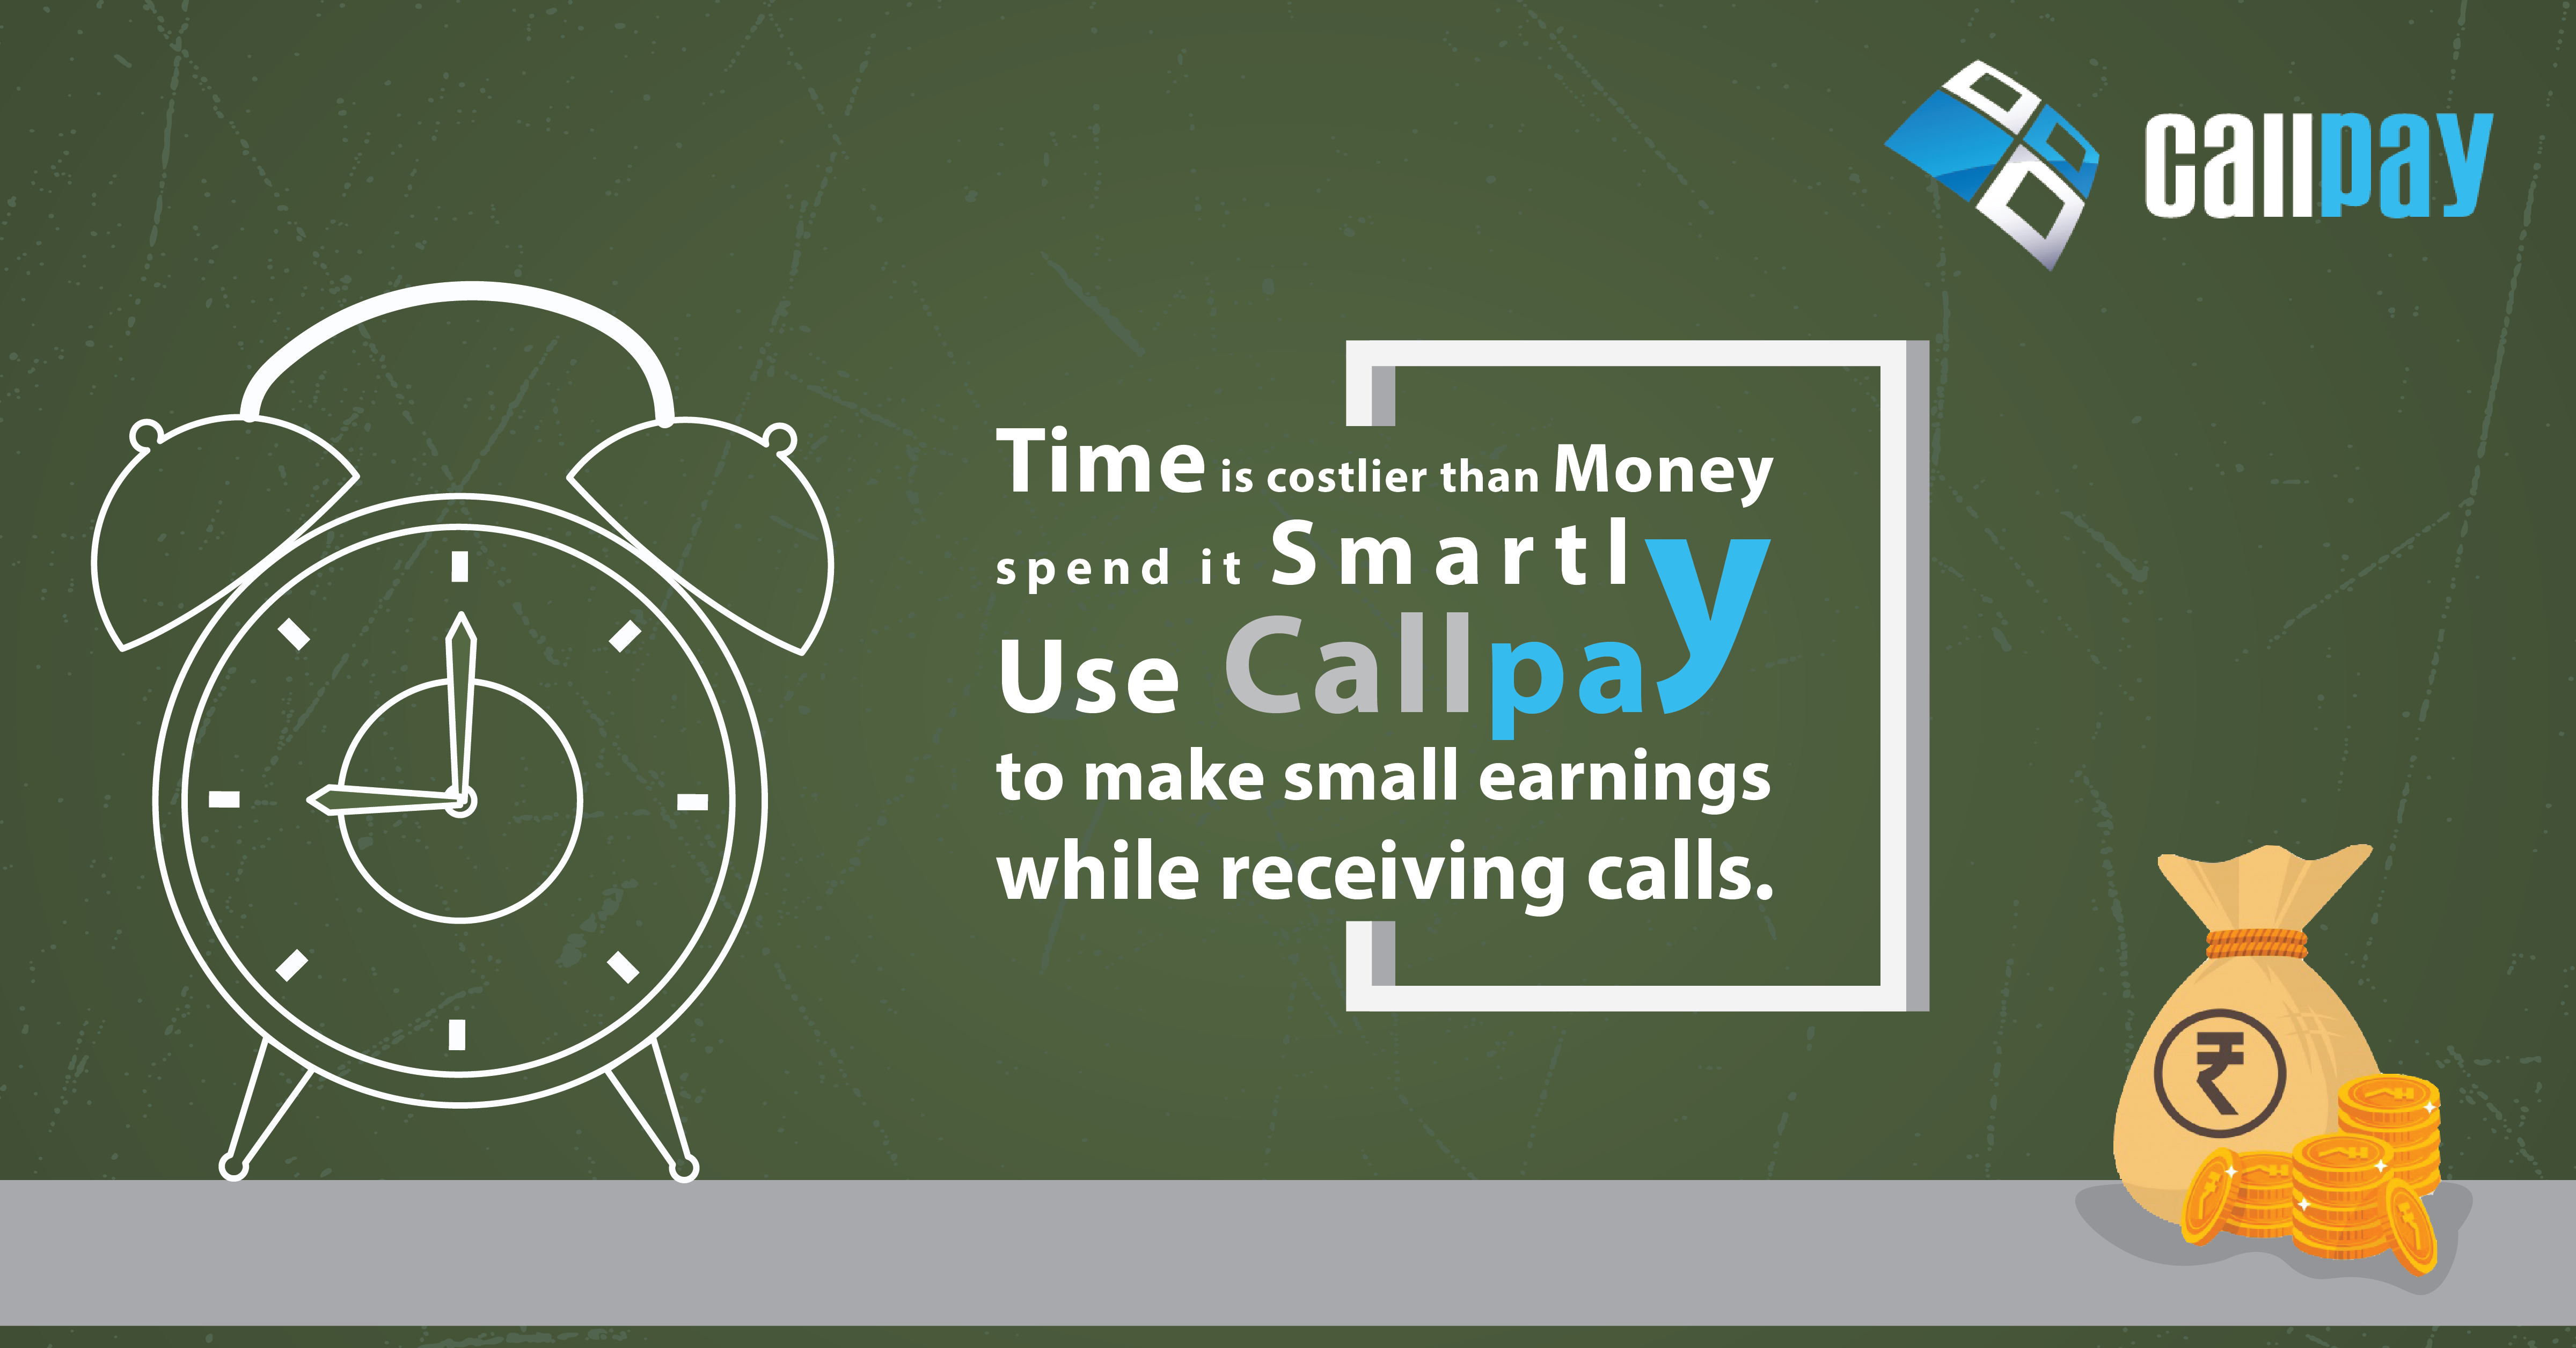 callpay
Time is costlier than Money
spend it Smartly
Use Callpay
to make small earnings
while receiving calls.
₹